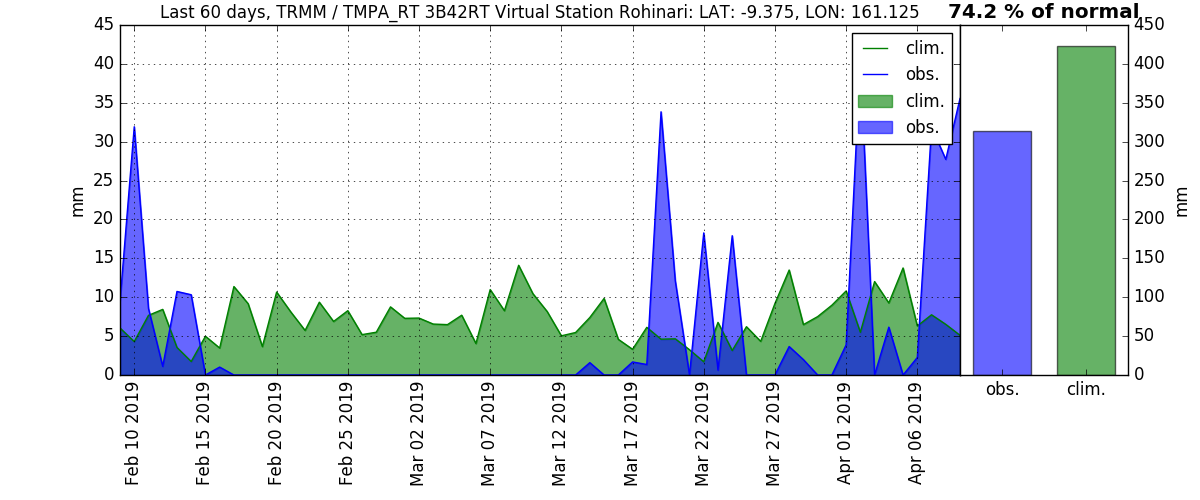 Last 60 days, TRMM / TMPA_RT 3B42RT Virtual Station Rohinari: LAT: -9.375, LON: 161.125
74.2 % of normal
45
40
35
30
25
20
15
10
5
0
mm
clim.
obs.
clim.
obs.
450
400
350
300
250
200
150
100
50
0
mm
Feb 10 2019
Feb 15 2019
Feb 20 2019
Feb 25 2019
Mar 02 2019
Mar 07 2019
Mar 12 2019
Mar 17 2019
Mar 22 2019
Mar 27 2019
Apr 01 2019
Apr 06 2019
obs.
clim.